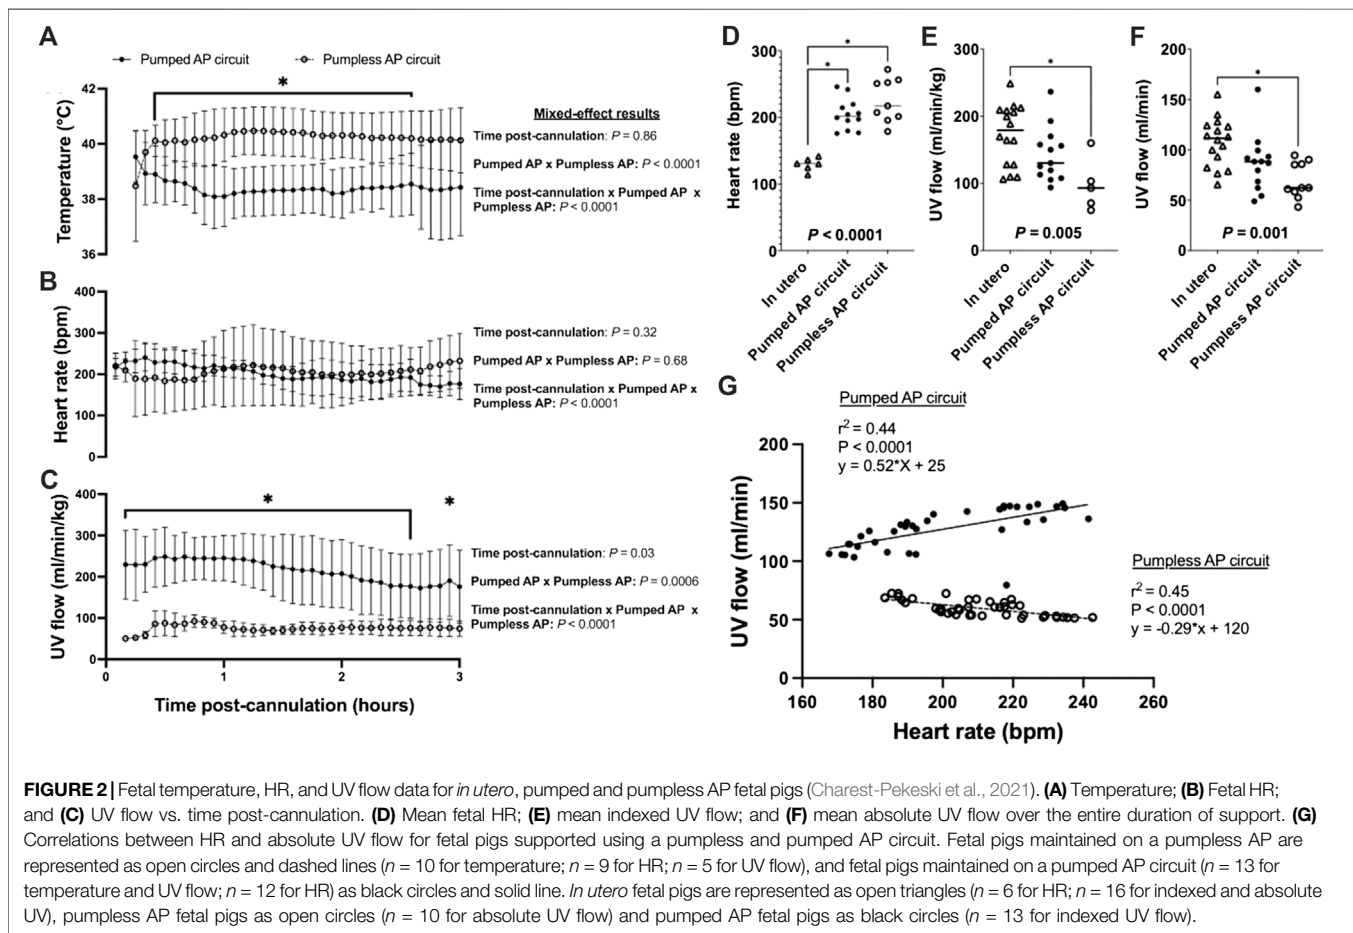 A
Pumped AP circuit
Pumpless AP circuit
*
42
40
38
36
Temperature (°C)
Mixed-effect results
Time post-cannulation: P = 0.86
Pumped AP x Pumpless AP: P < 0.0001
Time post-cannulation x Pumped AP x
Pumpless AP: P < 0.0001
B
400
300
200
100
0
Heart rate (bpm)
Time post-cannulation: P = 0.32
Pumped AP x Pumpless AP: P = 0.68
Time post-cannulation x Pumped AP x
Pumpless AP: P < 0.0001
C
400
300
200
100
0
UV flow (ml/min/kg)
*
*
Time post-cannulation: P = 0.03
Pumped AP x Pumpless AP: P = 0.0006
Time post-cannulation x Pumped AP x
Pumpless AP: P < 0.0001
0
1
2
3
Time post-cannulation (hours)
D
300
200
100
0
Heart rate (bpm)
*
*
P < 0.0001
In utero
Pumped AP circuit
Pumpless AP circuit
E
300
200
100
0
UV flow (ml/min/kg)
*
P = 0.005
In utero
Pumped AP circuit
Pumpless AP circuit
F
200
150
100
50
0
UV flow (ml/min)
*
P = 0.001
In utero
Pumped AP circuit
Pumpless AP circuit
G
Pumped AP circuit
r² = 0.44
P < 0.0001
y = 0.52*X + 25
200
150
100
50
0
UV flow (ml/min)
Pumpless AP circuit
r² = 0.45
P < 0.0001
y = -0.29*x + 120
160
180
200
220
240
260
Heart rate (bpm)
FIGURE 2 | Fetal temperature, HR, and UV flow data for in utero, pumped and pumpless AP fetal pigs (Charest-Pekeski et al., 2021). (A) Temperature; (B) Fetal HR;
and (C) UV flow vs. time post-cannulation. (D) Mean fetal HR; (E) mean indexed UV flow; and (F) mean absolute UV flow over the entire duration of support. (G)
Correlations between HR and absolute UV flow for fetal pigs supported using a pumpless and pumped AP circuit. Fetal pigs maintained on a pumpless AP are
represented as open circles and dashed lines (n = 10 for temperature; n = 9 for HR; n = 5 for UV flow), and fetal pigs maintained on a pumped AP circuit (n = 13 for
temperature and UV flow; n = 12 for HR) as black circles and solid line. In utero fetal pigs are represented as open triangles (n = 6 for HR; n = 16 for indexed and absolute
UV), pumpless AP fetal pigs as open circles (n = 10 for absolute UV flow) and pumped AP fetal pigs as black circles (n = 13 for indexed UV flow).